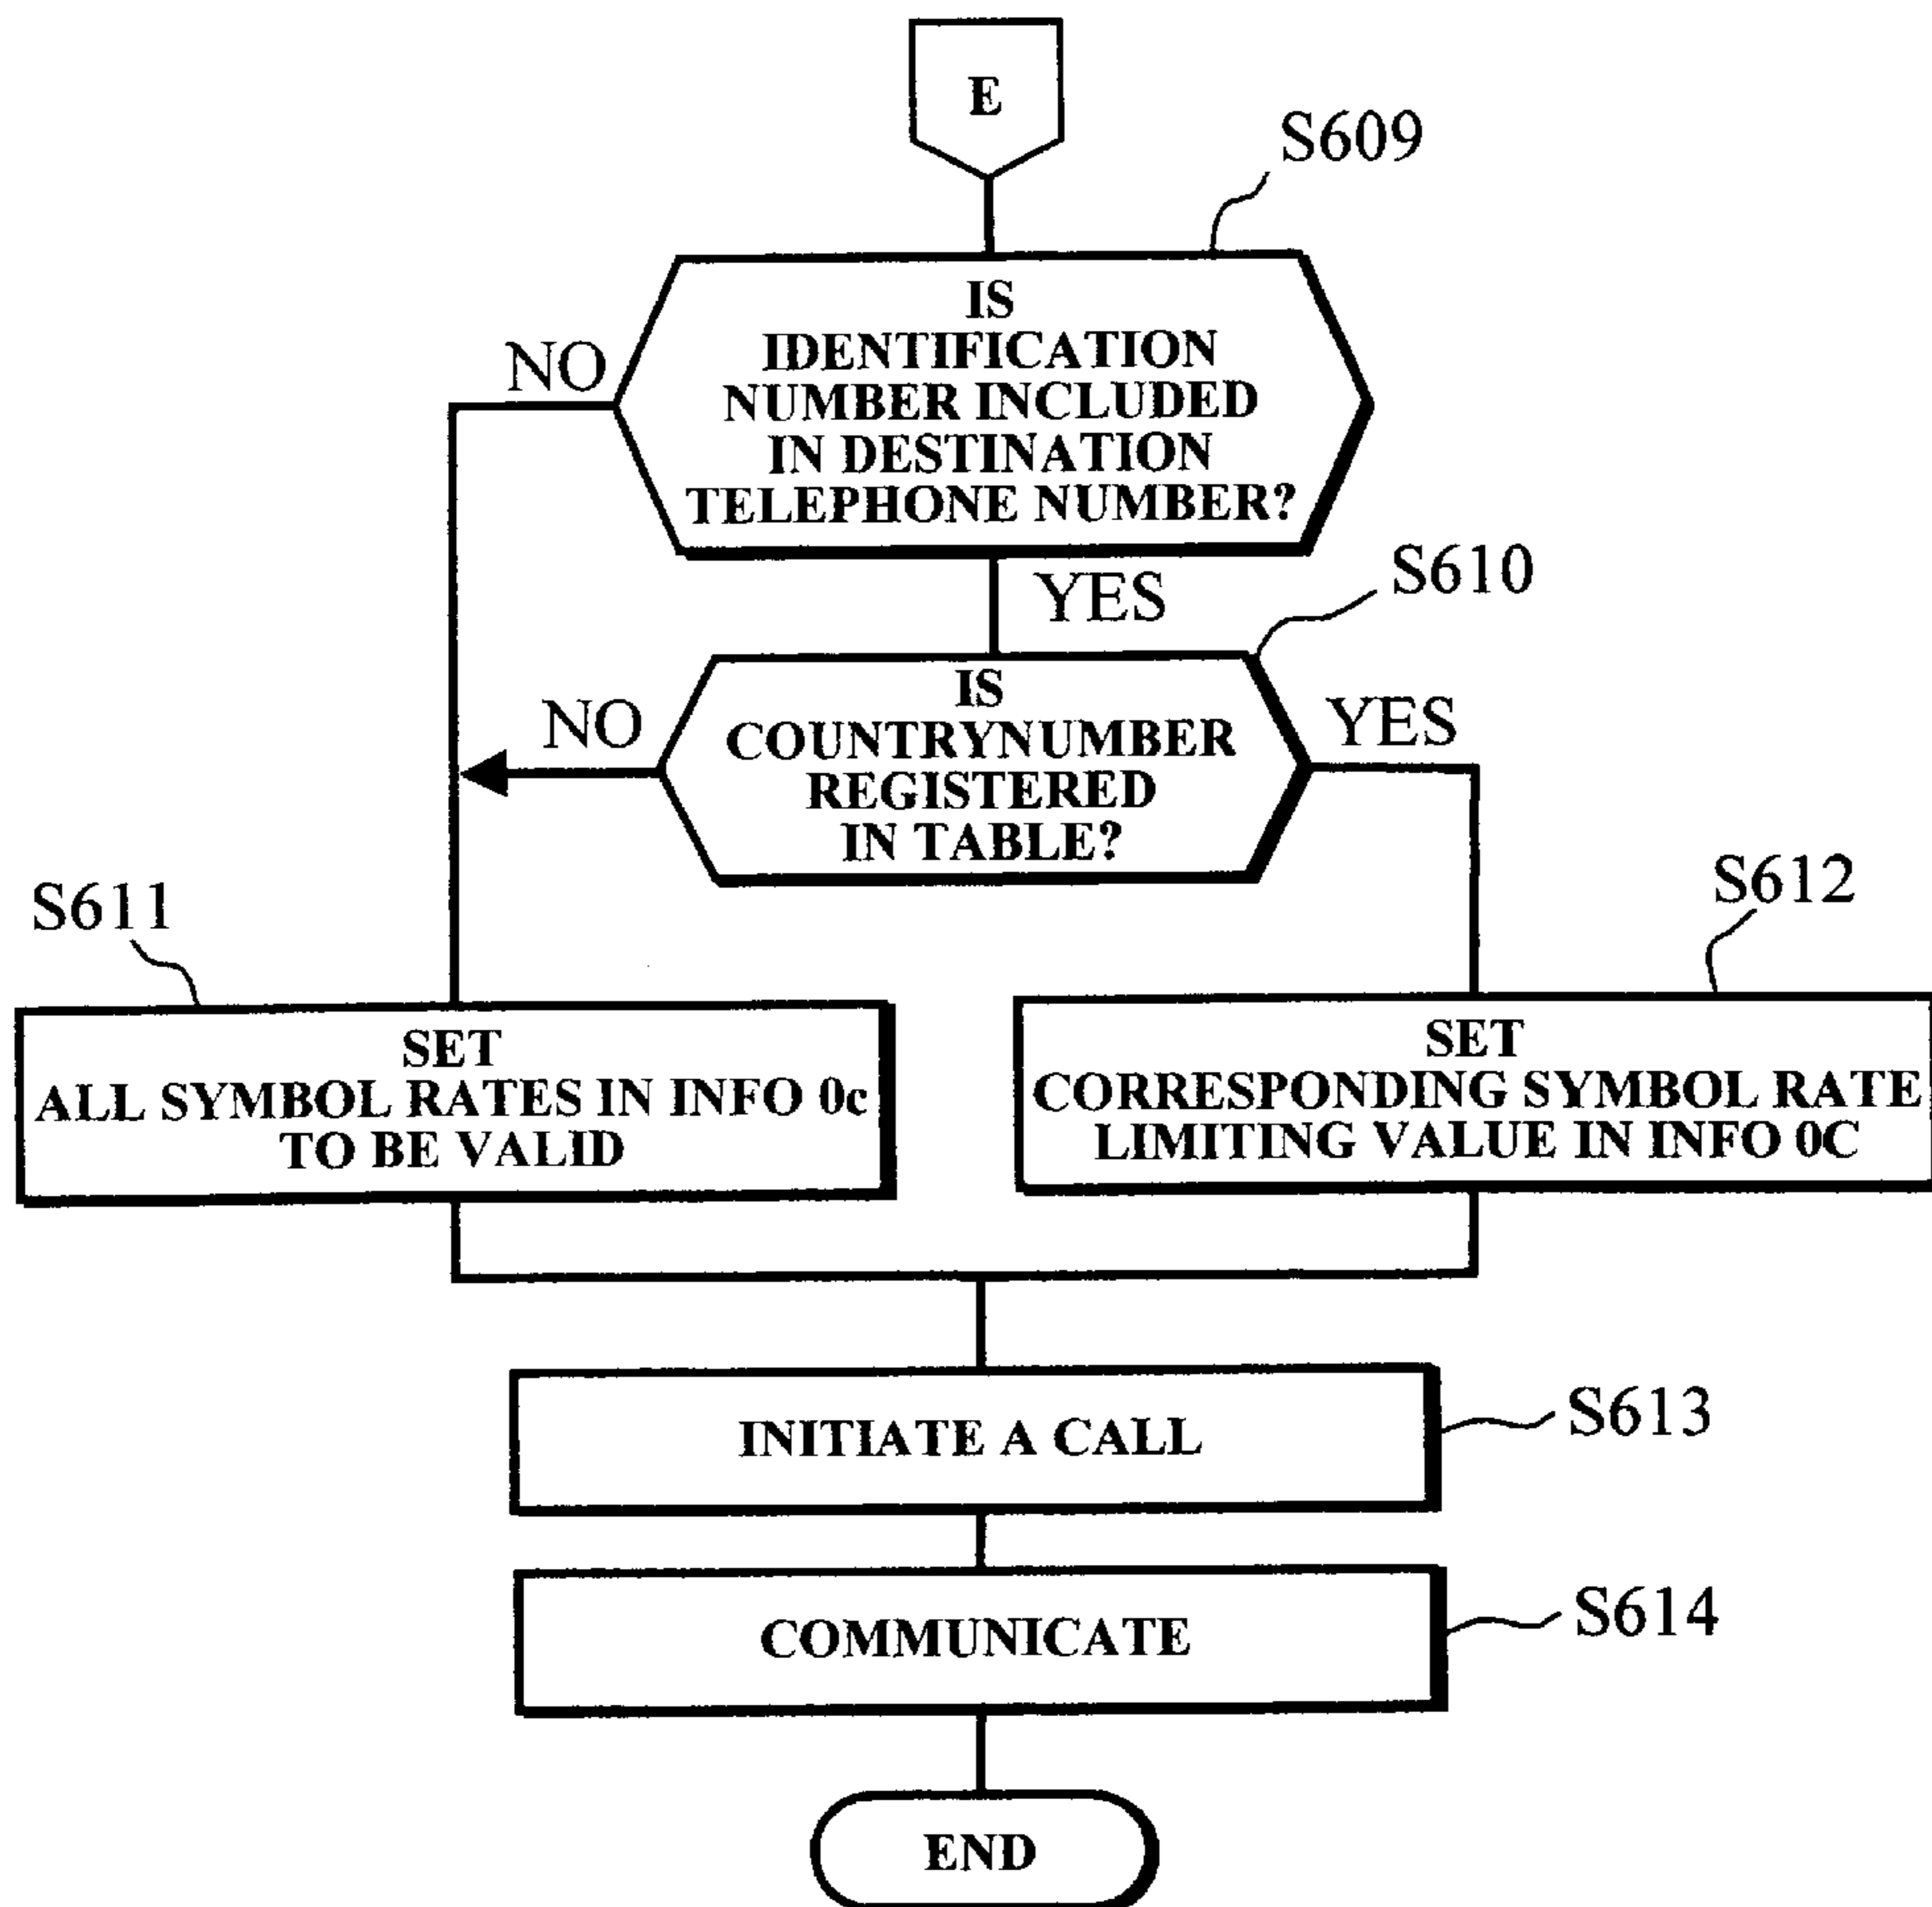 E
S609
IS
IDENTIFICATION
NUMBER INCLUDED
IN DESTINATION
TELEPHONE NUMBER?
NO
YES
S610
IS
COUNTRYNUMBER
REGISTERED
IN TABLE?
NO
YES
S611
SET
ALL SYMBOL RATES IN INFO 0c
TO BE VALID
S612
SET
CORRESPONDING SYMBOL RATE
LIMITING VALUE IN INFO 0C
INITIATE A CALL
S613
COMMUNICATE
S614
END